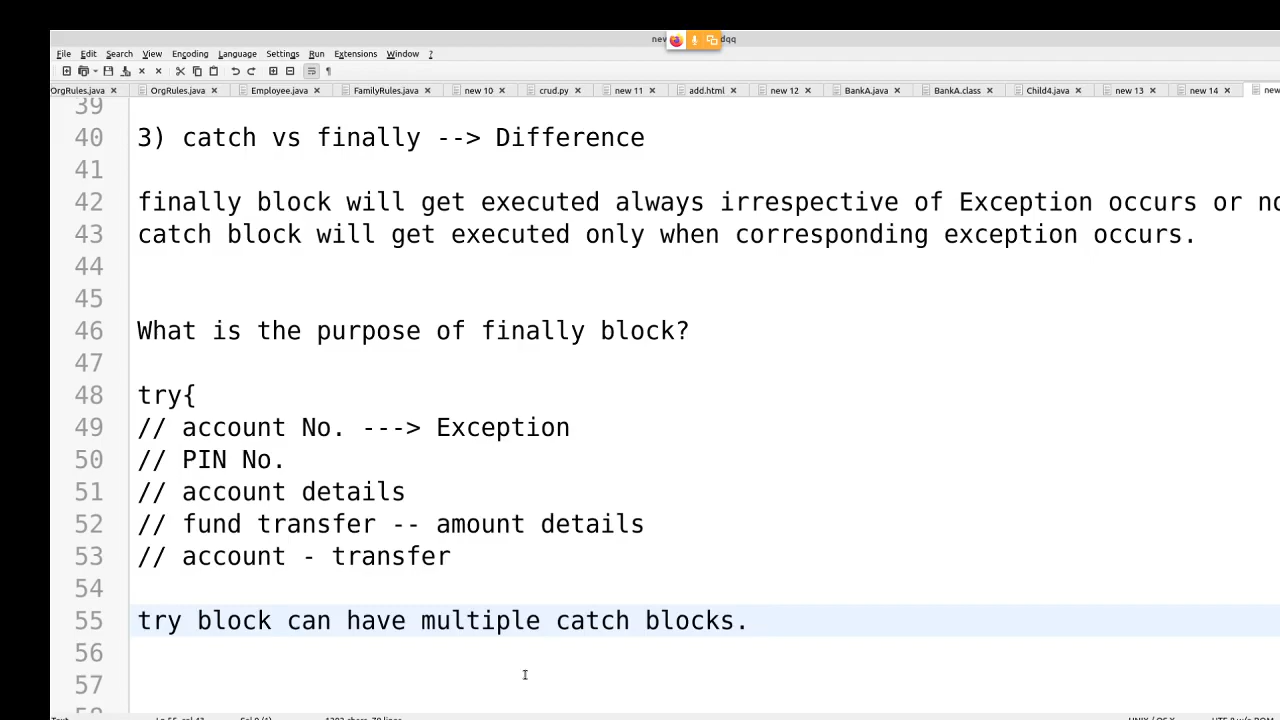 new dqq
File Edit Search View Encoding Language Settings Run Extensions Window ?
OrgRules.java OrgRules.java Employee.java FamilyRules.java new 10 crud.py new 11 add.html new 12 BankA.java BankA.class Child4.java new 13 new 14 new
39
40 3) catch vs finally --> Difference
41
42 finally block will get executed always irrespective of Exception occurs or no
43 catch block will get executed only when corresponding exception occurs.
44
45
46 What is the purpose of finally block?
47
48 try{
49 // account No. ---> Exception
50 // PIN No.
51 // account details
52 // fund transfer -- amount details
53 // account - transfer
54
55 try block can have multiple catch blocks.
56
57